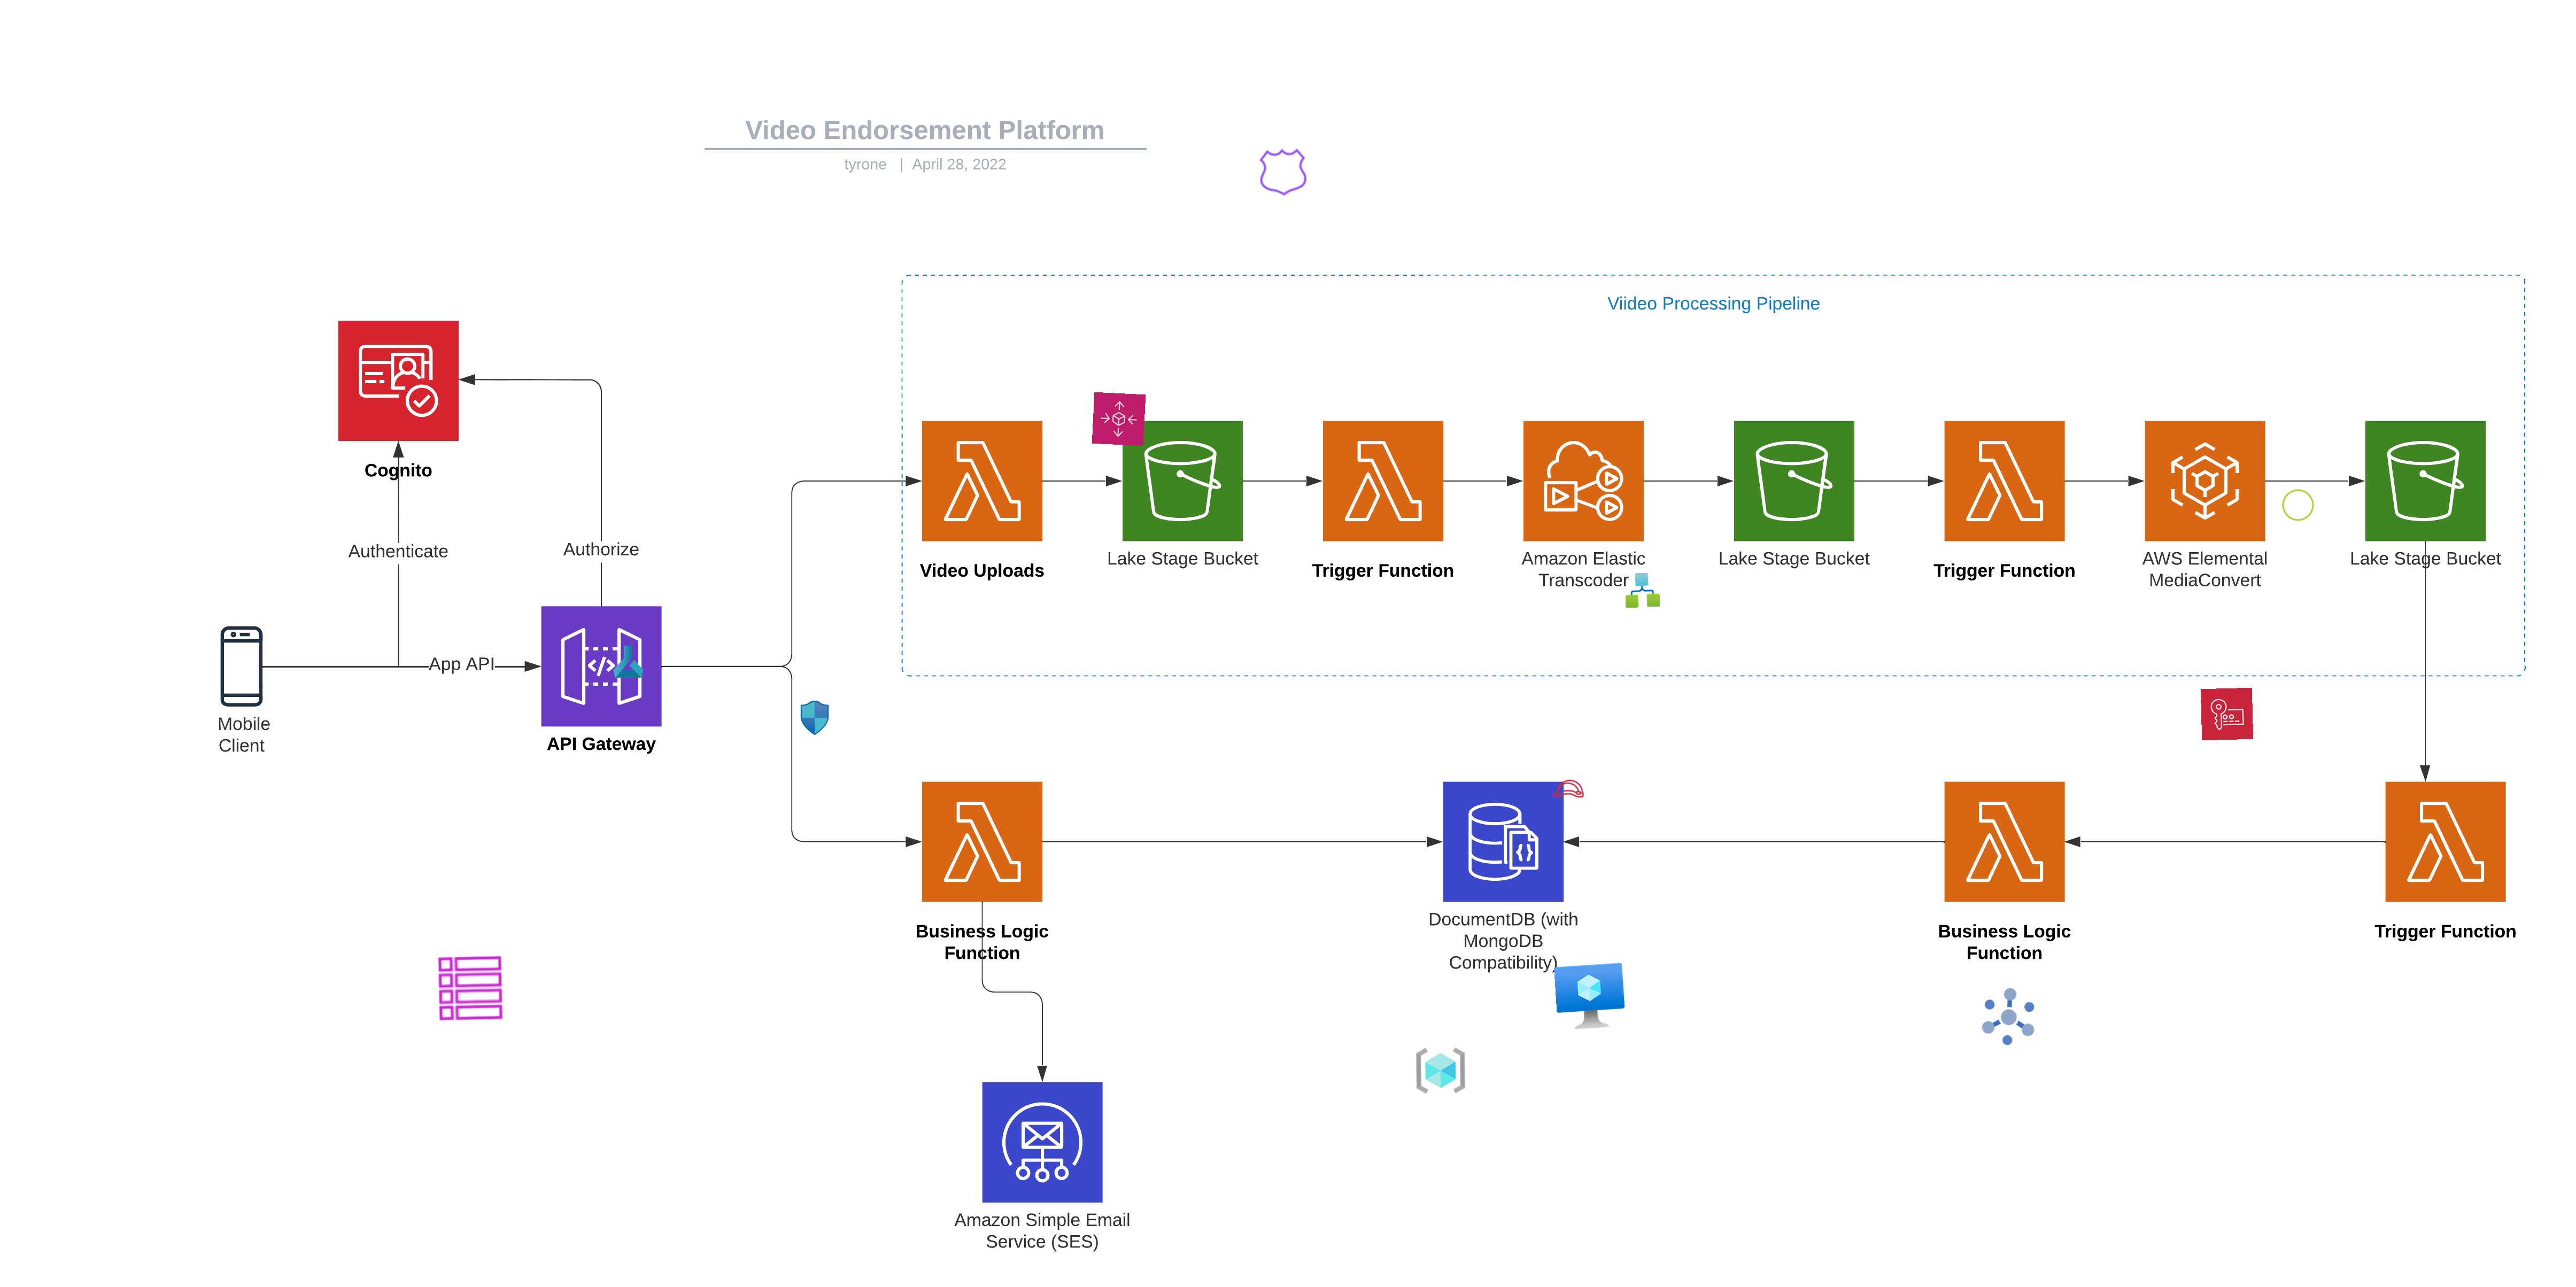 Video Endorsement Platform
tyrone | April 28, 2022
Viideo Processing Pipeline
Cognito
Authenticate
Authorize
App API
Mobile
Client
API Gateway
Video Uploads
Lake Stage Bucket
Trigger Function
Amazon Elastic
Transcoder
Lake Stage Bucket
Trigger Function
AWS Elemental
MediaConvert
Lake Stage Bucket
Business Logic
Function
DocumentDB (with
MongoDB
Compatibility)
Business Logic
Function
Trigger Function
Amazon Simple Email
Service (SES)